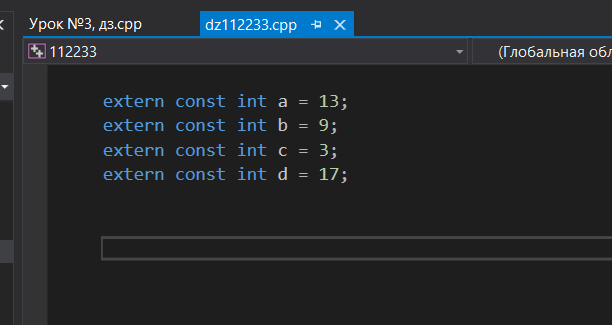 Урок №3, дз.cpp
dz112233.cpp
112233
(Глобальная обл
extern const int a = 13;
extern const int b = 9;
extern const int c = 3;
extern const int d = 17;